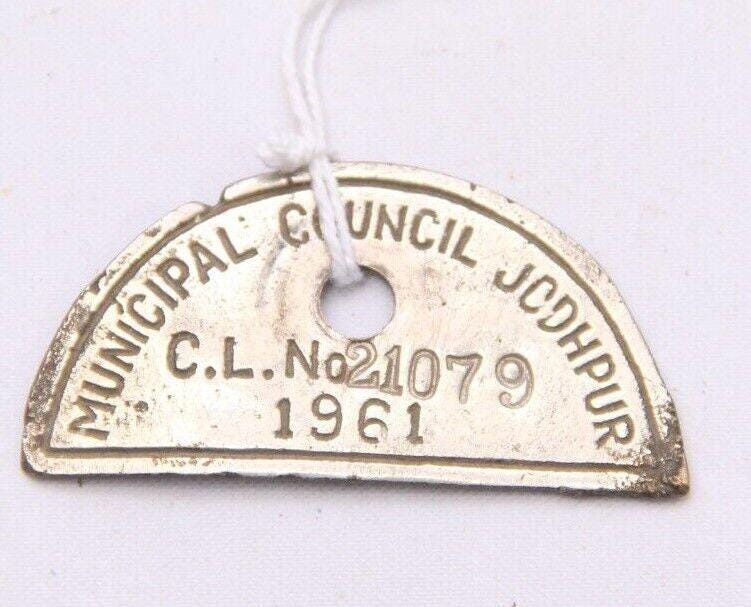 MUNICIPAL COUNCIL JODHPUR
C.L. No 21079
1961